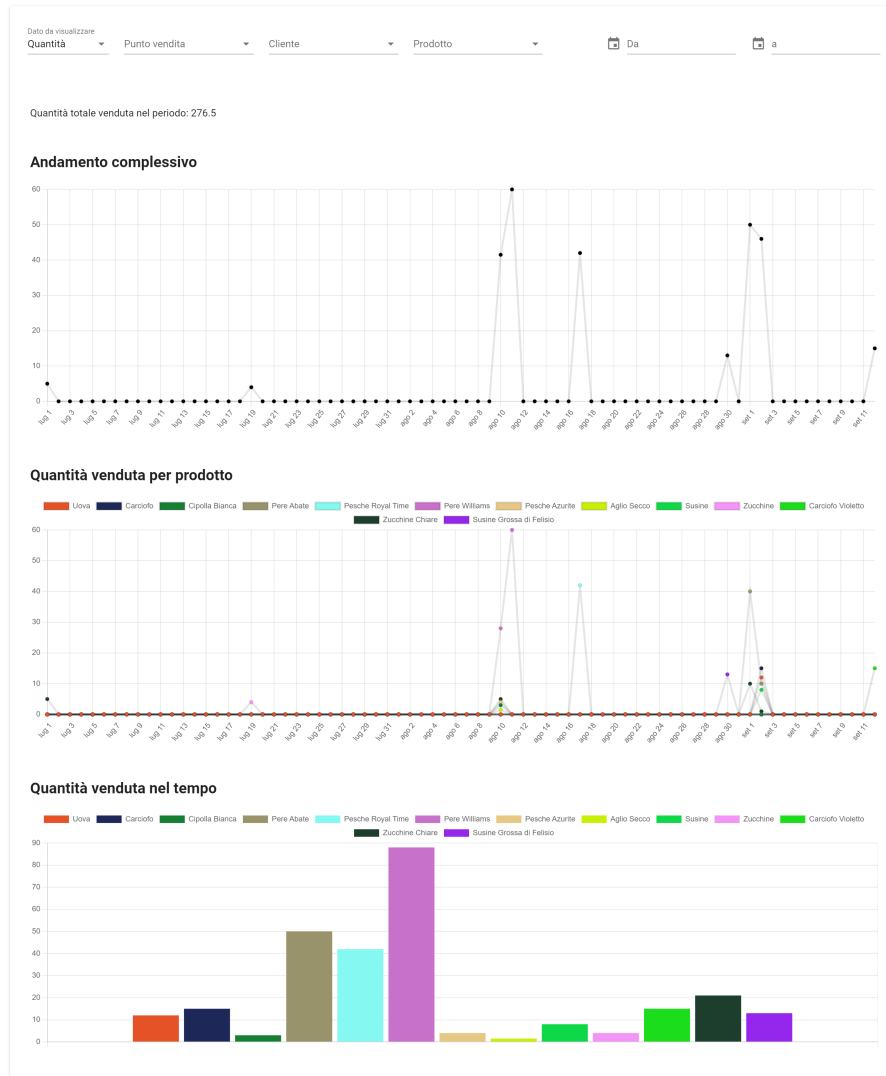 Dato da visualizzare
Quantità Punto vendita Cliente Prodotto Da a
Quantità totale venduta nel periodo: 276.5
Andamento complessivo
60
50
40
30
20
10
0
lug 1 lug 3 lug 5 lug 7 lug 9 lug 11 lug 13 lug 15 lug 17 lug 19 lug 21 lug 23 lug 25 lug 27 lug 29 lug 31 ago 2 ago 4 ago 6 ago 8 ago 10 ago 12 ago 14 ago 16 ago 18 ago 20 ago 22 ago 24 ago 26 ago 28 ago 30 set 1 set 3 set 5 set 7 set 9 set 11
Quantità venduta per prodotto
Uova Carciofo Cipolla Bianca Pere Abate Pesche Royal Time Pere Williams Pesche Azurite Aglio Secco Susine Zucchine Carciofo Violetto
Zucchine Chiare Susine Grossa di Felisio
60
50
40
30
20
10
0
lug 1 lug 3 lug 5 lug 7 lug 9 lug 11 lug 13 lug 15 lug 17 lug 19 lug 21 lug 23 lug 25 lug 27 lug 29 lug 31 ago 2 ago 4 ago 6 ago 8 ago 10 ago 12 ago 14 ago 16 ago 18 ago 20 ago 22 ago 24 ago 26 ago 28 ago 30 set 1 set 3 set 5 set 7 set 9 set 11
Quantità venduta nel tempo
Uova Carciofo Cipolla Bianca Pere Abate Pesche Royal Time Pere Williams Pesche Azurite Aglio Secco Susine Zucchine Carciofo Violetto
Zucchine Chiare Susine Grossa di Felisio
90
80
70
60
50
40
30
20
10
0